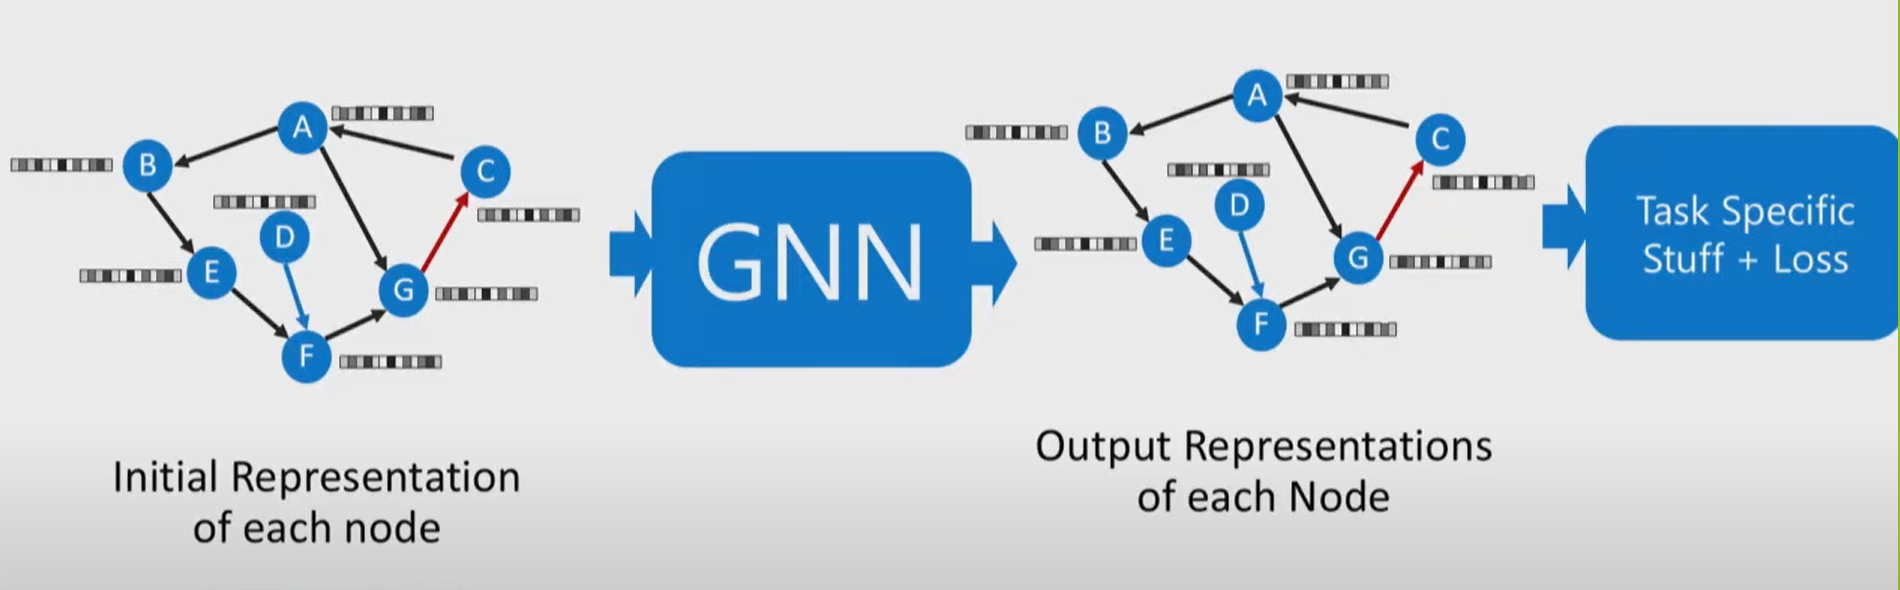 A
B
C
D
E
G
F
Initial Representation
of each node
GNN
A
B
C
D
E
G
F
Output Representations
of each Node
Task Specific
Stuff + Loss